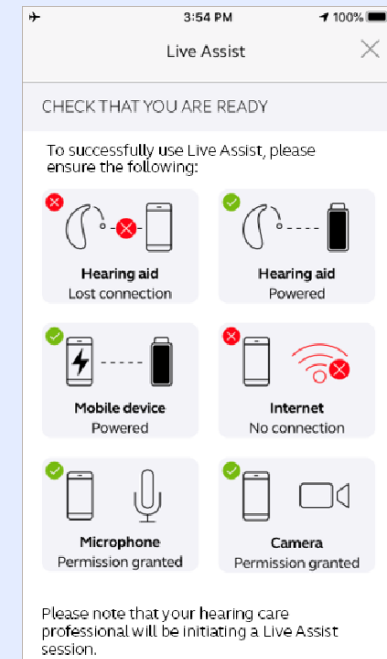 3:54 PM
100%
Live Assist
CHECK THAT YOU ARE READY
To successfully use Live Assist, please
ensure the following:
Hearing aid
Lost connection
Hearing aid
Powered
Mobile device
Powered
Internet
No connection
Microphone
Permission granted
Camera
Permission granted
Please note that your hearing care
professional will be initiating a Live Assist
session.